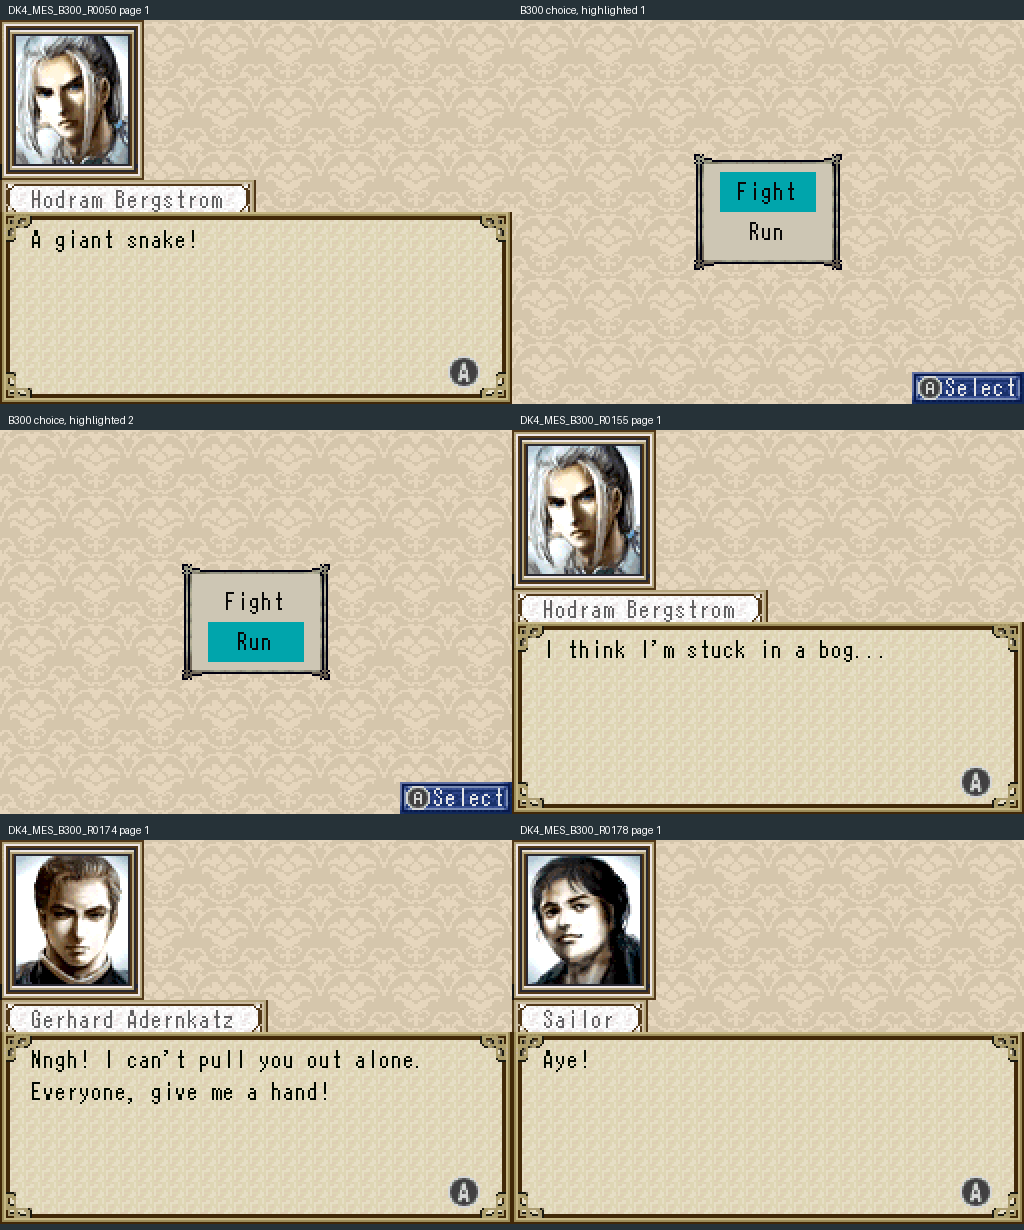 DK4_MES_B300_R0050 page 1
Hodram Bergstrom
A giant snake!
A
B300 choice, highlighted 1
Fight
Run
A Select
B300 choice, highlighted 2
Fight
Run
A Select
DK4_MES_B300_R0155 page 1
Hodram Bergstrom
I think I'm stuck in a bog...
A
DK4_MES_B300_R0174 page 1
Gerhard Adernkatz
Nngh! I can't pull you out alone.
Everyone, give me a hand!
A
DK4_MES_B300_R0178 page 1
Sailor
Aye!
A